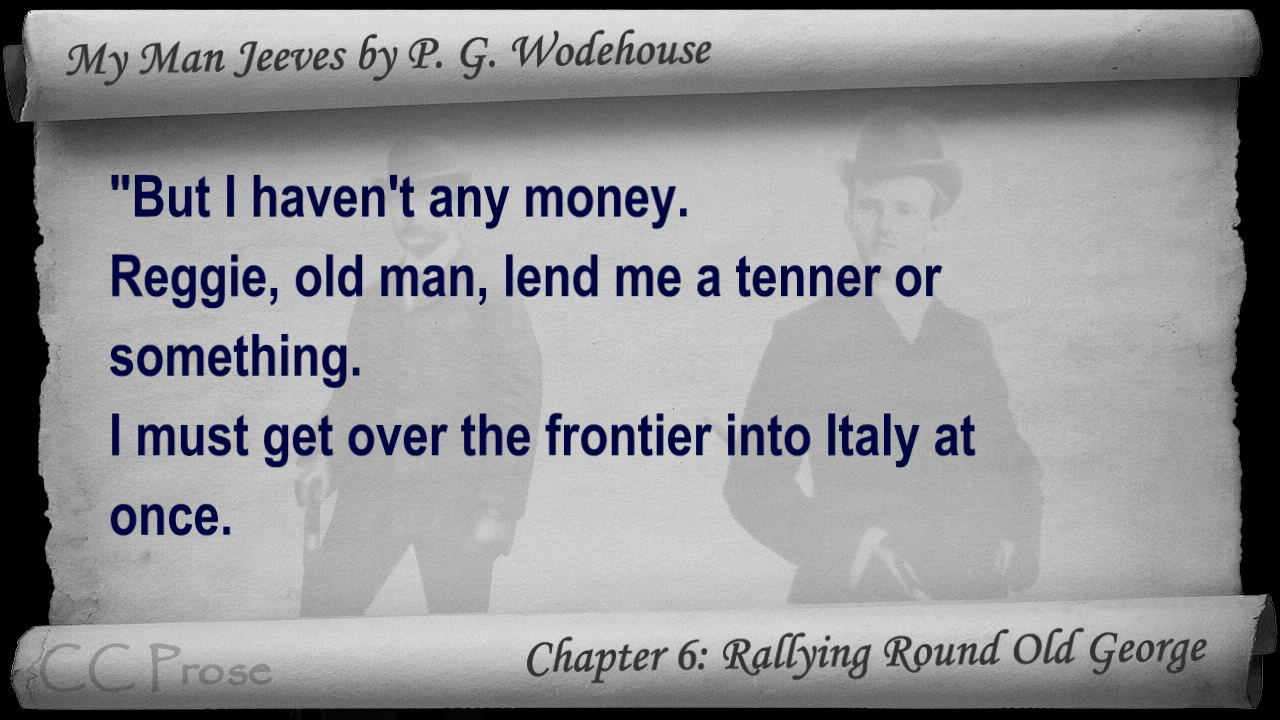 My Man Jeeves by P. G. Wodehouse
"But I haven't any money.
Reggie, old man, lend me a tenner or
something.
I must get over the frontier into Italy at
once.
CC Prose
Chapter 6: Rallying Round Old George